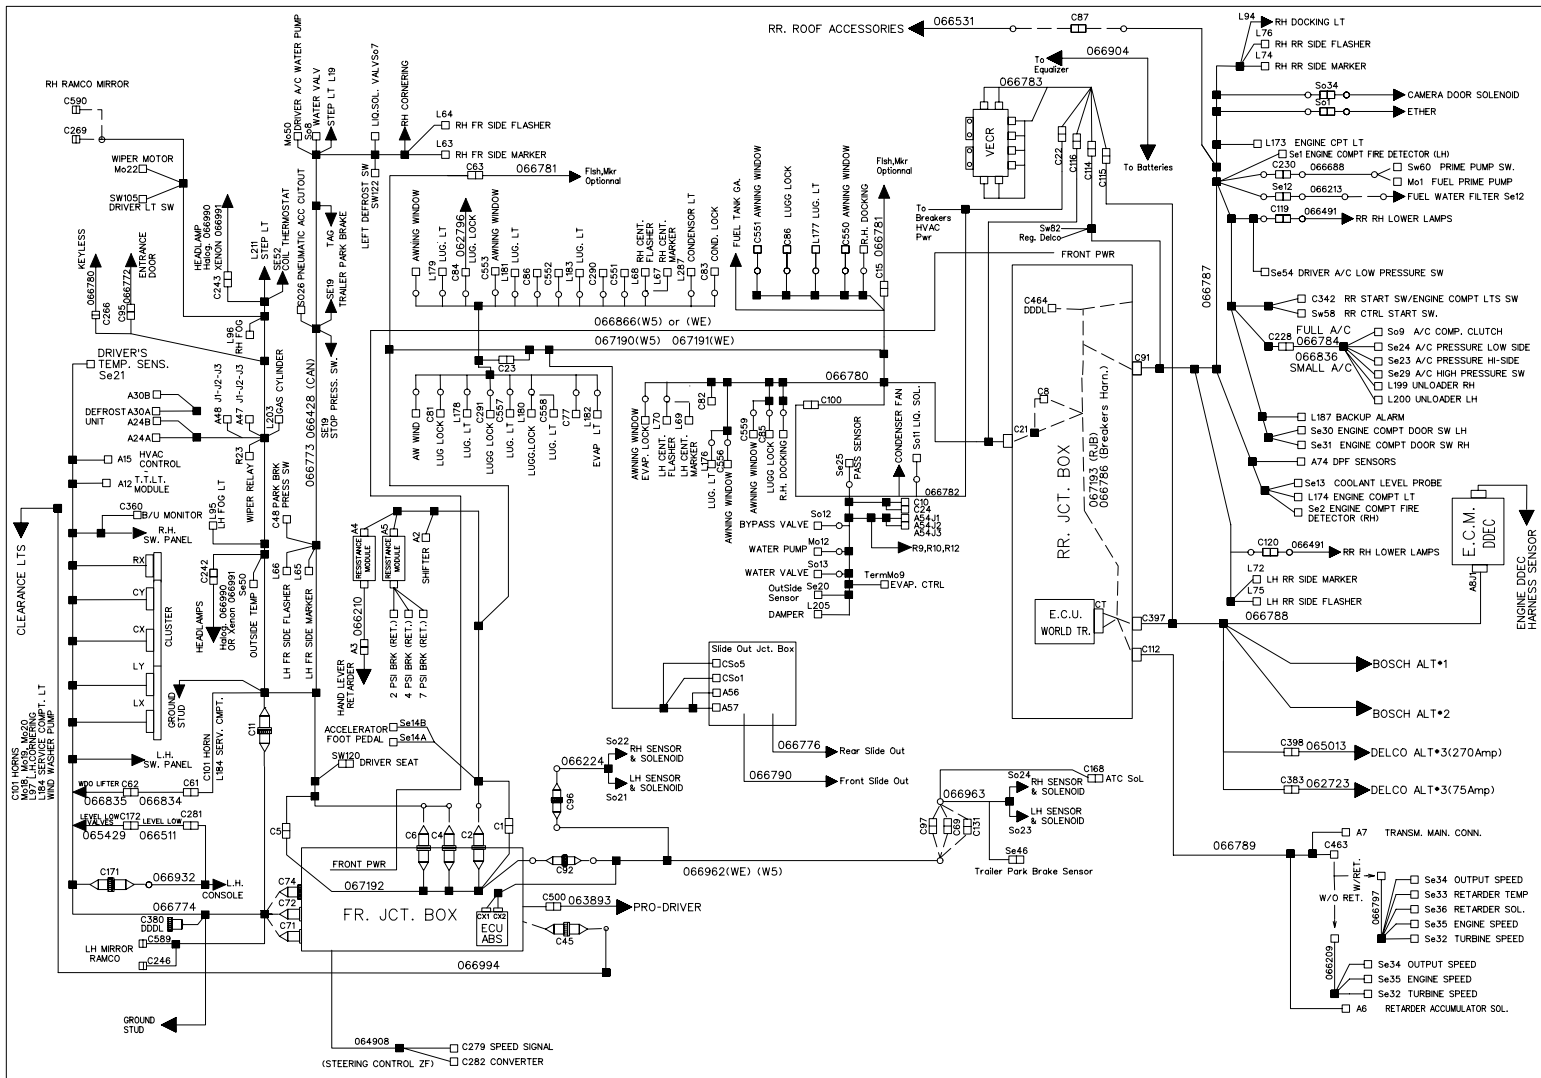 RR. ROOF ACCESSORIES
066531
C87
L94
RH DOCKING LT
L76
RH RR SIDE FLASHER
L74
RH RR SIDE MARKER
To Equalizer
066904
To Batteries
066783
VECR
C22
C116
C114
C115
So34
CAMERA DOOR SOLENOID
So1
ETHER
L173 ENGINE CPT LT
Se1 ENGINE COMPT FIRE DETECTOR (LH)
C230
066688
Sw60 PRIME PUMP SW.
Mo1 FUEL PRIME PUMP
Se12
066213
FUEL WATER FILTER Se12
C119
066491
RR RH LOWER LAMPS
Se54 DRIVER A/C LOW PRESSURE SW
066787
C342 RR START SW/ENGINE COMPT LTS SW
Sw58 RR CTRL START SW.
FULL A/C
C228
066784
066836
SMALL A/C
So9 A/C COMP. CLUTCH
Se24 A/C PRESSURE LOW SIDE
Se23 A/C PRESSURE HI-SIDE
Se29 A/C HIGH PRESSURE SW
L199 UNLOADER RH
L200 UNLOADER LH
L187 BACKUP ALARM
Se30 ENGINE COMPT DOOR SW LH
Se31 ENGINE COMPT DOOR SW RH
A74 DPF SENSORS
Se13 COOLANT LEVEL PROBE
L174 ENGINE COMPT LT
Se2 ENGINE COMPT FIRE
DETECTOR (RH)
C120
066491
RR RH LOWER LAMPS
L72
LH RR SIDE MARKER
L75
LH RR SIDE FLASHER
E.C.M.
DDEC
A8J1
ENGINE DDEC
HARNESS SENSOR
066788
BOSCH ALT•1
BOSCH ALT•2
C398
065013
DELCO ALT•3(270Amp)
C383
062723
DELCO ALT•3(75Amp)
066789
A7 TRANSM. MAIN. CONN.
C463
W/RET.
W/O RET.
066797
Se34 OUTPUT SPEED
Se33 RETARDER TEMP
Se36 RETARDER SOL.
Se35 ENGINE SPEED
Se32 TURBINE SPEED
066209
Se34 OUTPUT SPEED
Se35 ENGINE SPEED
Se32 TURBINE SPEED
A6 RETARDER ACCUMULATOR SOL.
To
Breakers
HVAC
Pwr
Sw82
Reg. Delco
FRONT PWR
C464
DDDL
C91
C8
C21
RR. JCT. BOX
067193 (RJB)
066786 (Breakers Harn.)
E.C.U.
WORLD TR.
CT
C397
C112
RH RAMCO MIRROR
C590
C269
WIPER MOTOR
Mo22
SW105
DRIVER LT SW
KEYLESS
066780
C266
066772
ENTRANCE
DOOR
C95
HEADLAMP
Halog. 066990
XENON 066991
C243
L211
STEP LT
SE52
COIL THERMOSTAT
L96
RH FOG
Mo50 DRIVER A/C WATER PUMP
So8 WATER VALV
STEP LT L19
LIQ.SOL. VALVSo7
RH CORNERING
L64
RH FR SIDE FLASHER
L63
RH FR SIDE MARKER
SO26 PNEUMATIC ACC CUTOUT
TAG
SE19
TRAILER PARK BRAKE
LEFT DEFROST SW
SW122
SE19
STOP PRESS. SW.
C63
066781
Flsh,Mkr
Optionnal
AWNING WINDOW
L179
LUG. LT
C84
062796
LUG. LOCK
C553
AWNING WINDOW
L181
LUG. LT
C86
C552
L183
LUG. LT
C290
C551
L68
RH CENT.
FLASHER
L67
RH CENT.
MARKER
L287
CONDENSOR LT
C83
COND. LOCK
FUEL TANK GA.
C551 AWNING WINDOW
C86 LUGG LOCK
L177 LUG. LT
C550 AWNING WINDOW
R.H. DOCKING
Flsh,Mkr
Optionnal
066781
C15
066866(W5) or (WE)
067190(W5) 067191(WE)
C23
AW WIND
C81
LUG LOCK
L178
LUG. LT
C291
LUGG LOCK
C557
LUG. LT
L180
LUGG.LOCK
C558
LUG. LT
C77
L182
EVAP LT
066780
AWNING WINDOW
EVAP. LOCK
L70
LH CENT.
FLASHER
L69
LH CENT.
MARKER
C82
L176
LUG. LT
C556
AWNING WINDOW
C559
AWNING WINDOW
C85
LUGG LOCK
R.H. DOCKING
C100
CONDENSER FAN
So11 LIQ. SOL.
Se25
PASS SENSOR
066782
C10
C24
A54J1
A54J2
A54J3
R9,R10,R12
So12
BYPASS VALVE
Mo12
WATER PUMP
So13
WATER VALVE
Se20
OutSide
Sensor
L205
DAMPER
TermMo9
EVAP. CTRL
DRIVER'S
TEMP. SENS.
Se21
A30B
DEFROST
UNIT
A30A
A24B
A24A
A48 J1-J2-J3
A47 J1-J2-J3
L203
GAS CYLINDER
R23
WIPER RELAY
A15 HVAC
CONTROL
A12 T.T.LT.
MODULE
C360
B/U MONITOR
R.H.
SW. PANEL
L95
LH FOG LT
C48 PARK BRK
PRESS SW
066773
066428 (CAN)
RX
CY
CX
LY
LX
CLUSTER
CLEARANCE LTS
C242
HEADLAMPS
Halog. 066990
OR Xenon 066991
Se50
OUTSIDE TEMP
L66
LH FR SIDE FLASHER
L65
LH FR SIDE MARKER
GROUND
STUD
C11
L.H.
SW. PANEL
A4
RESISTANCE
MODULE
A5
RESISTANCE
MODULE
A2
SHIFTER
066210
A3
HAND LEVER
RETARDER
2 PSI BRK (RET.)
4 PSI BRK (RET.)
7 PSI BRK (RET.)
ACCELERATOR
FOOT PEDAL
Se14B
Se14A
SW120
DRIVER SEAT
Slide Out Jct. Box
CSo5
CSo1
A56
A57
066776
Rear Slide Out
066790
Front Slide Out
C101 HORNS
Mo18, Mo19, Mo20
L97 L.H.CORNERING
L184 SERVICE COMPT. LT
WIND WASHER PUMP
C101 HORN
L184 SERV. CMPT.
WDO LIFTER
C62
C61
066835
066834
LEVEL LOW
VALVES
C172
LEVEL LOW
C281
065429
066511
C171
066932
L.H.
CONSOLE
066774
C380
DDDL
C589
LH MIRROR
RAMCO
C246
C74
C72
C71
C5
C6
C4
C2
C1
FRONT PWR
067192
FR. JCT. BOX
CX1 CX2
ECU
ABS
C92
C96
066224
So22
RH SENSOR
& SOLENOID
LH SENSOR
& SOLENOID
So21
C500
063893
PRO-DRIVER
C45
066962(WE) (W5)
066994
066963
C97
C69
C131
So24
RH SENSOR
& SOLENOID
LH SENSOR
& SOLENOID
So23
C168
ATC SoL
Se46
Trailer Park Brake Sensor
GROUND
STUD
064908
(STEERING CONTROL ZF)
C279 SPEED SIGNAL
C282 CONVERTER